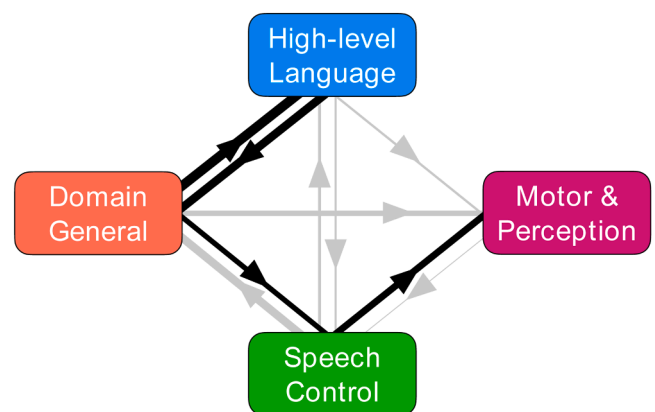 High-level
Language
Domain
General
Motor &
Perception
Speech
Control